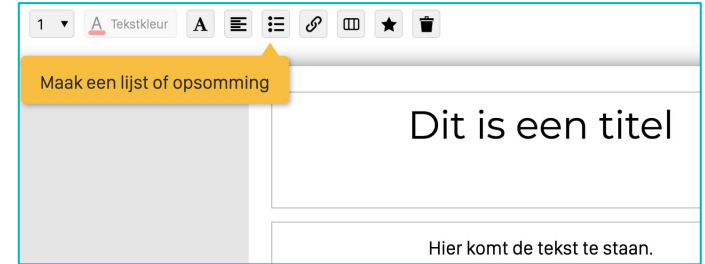 1 Tekstkleur
Maak een lijst of opsomming
Dit is een titel
Hier komt de tekst te staan.